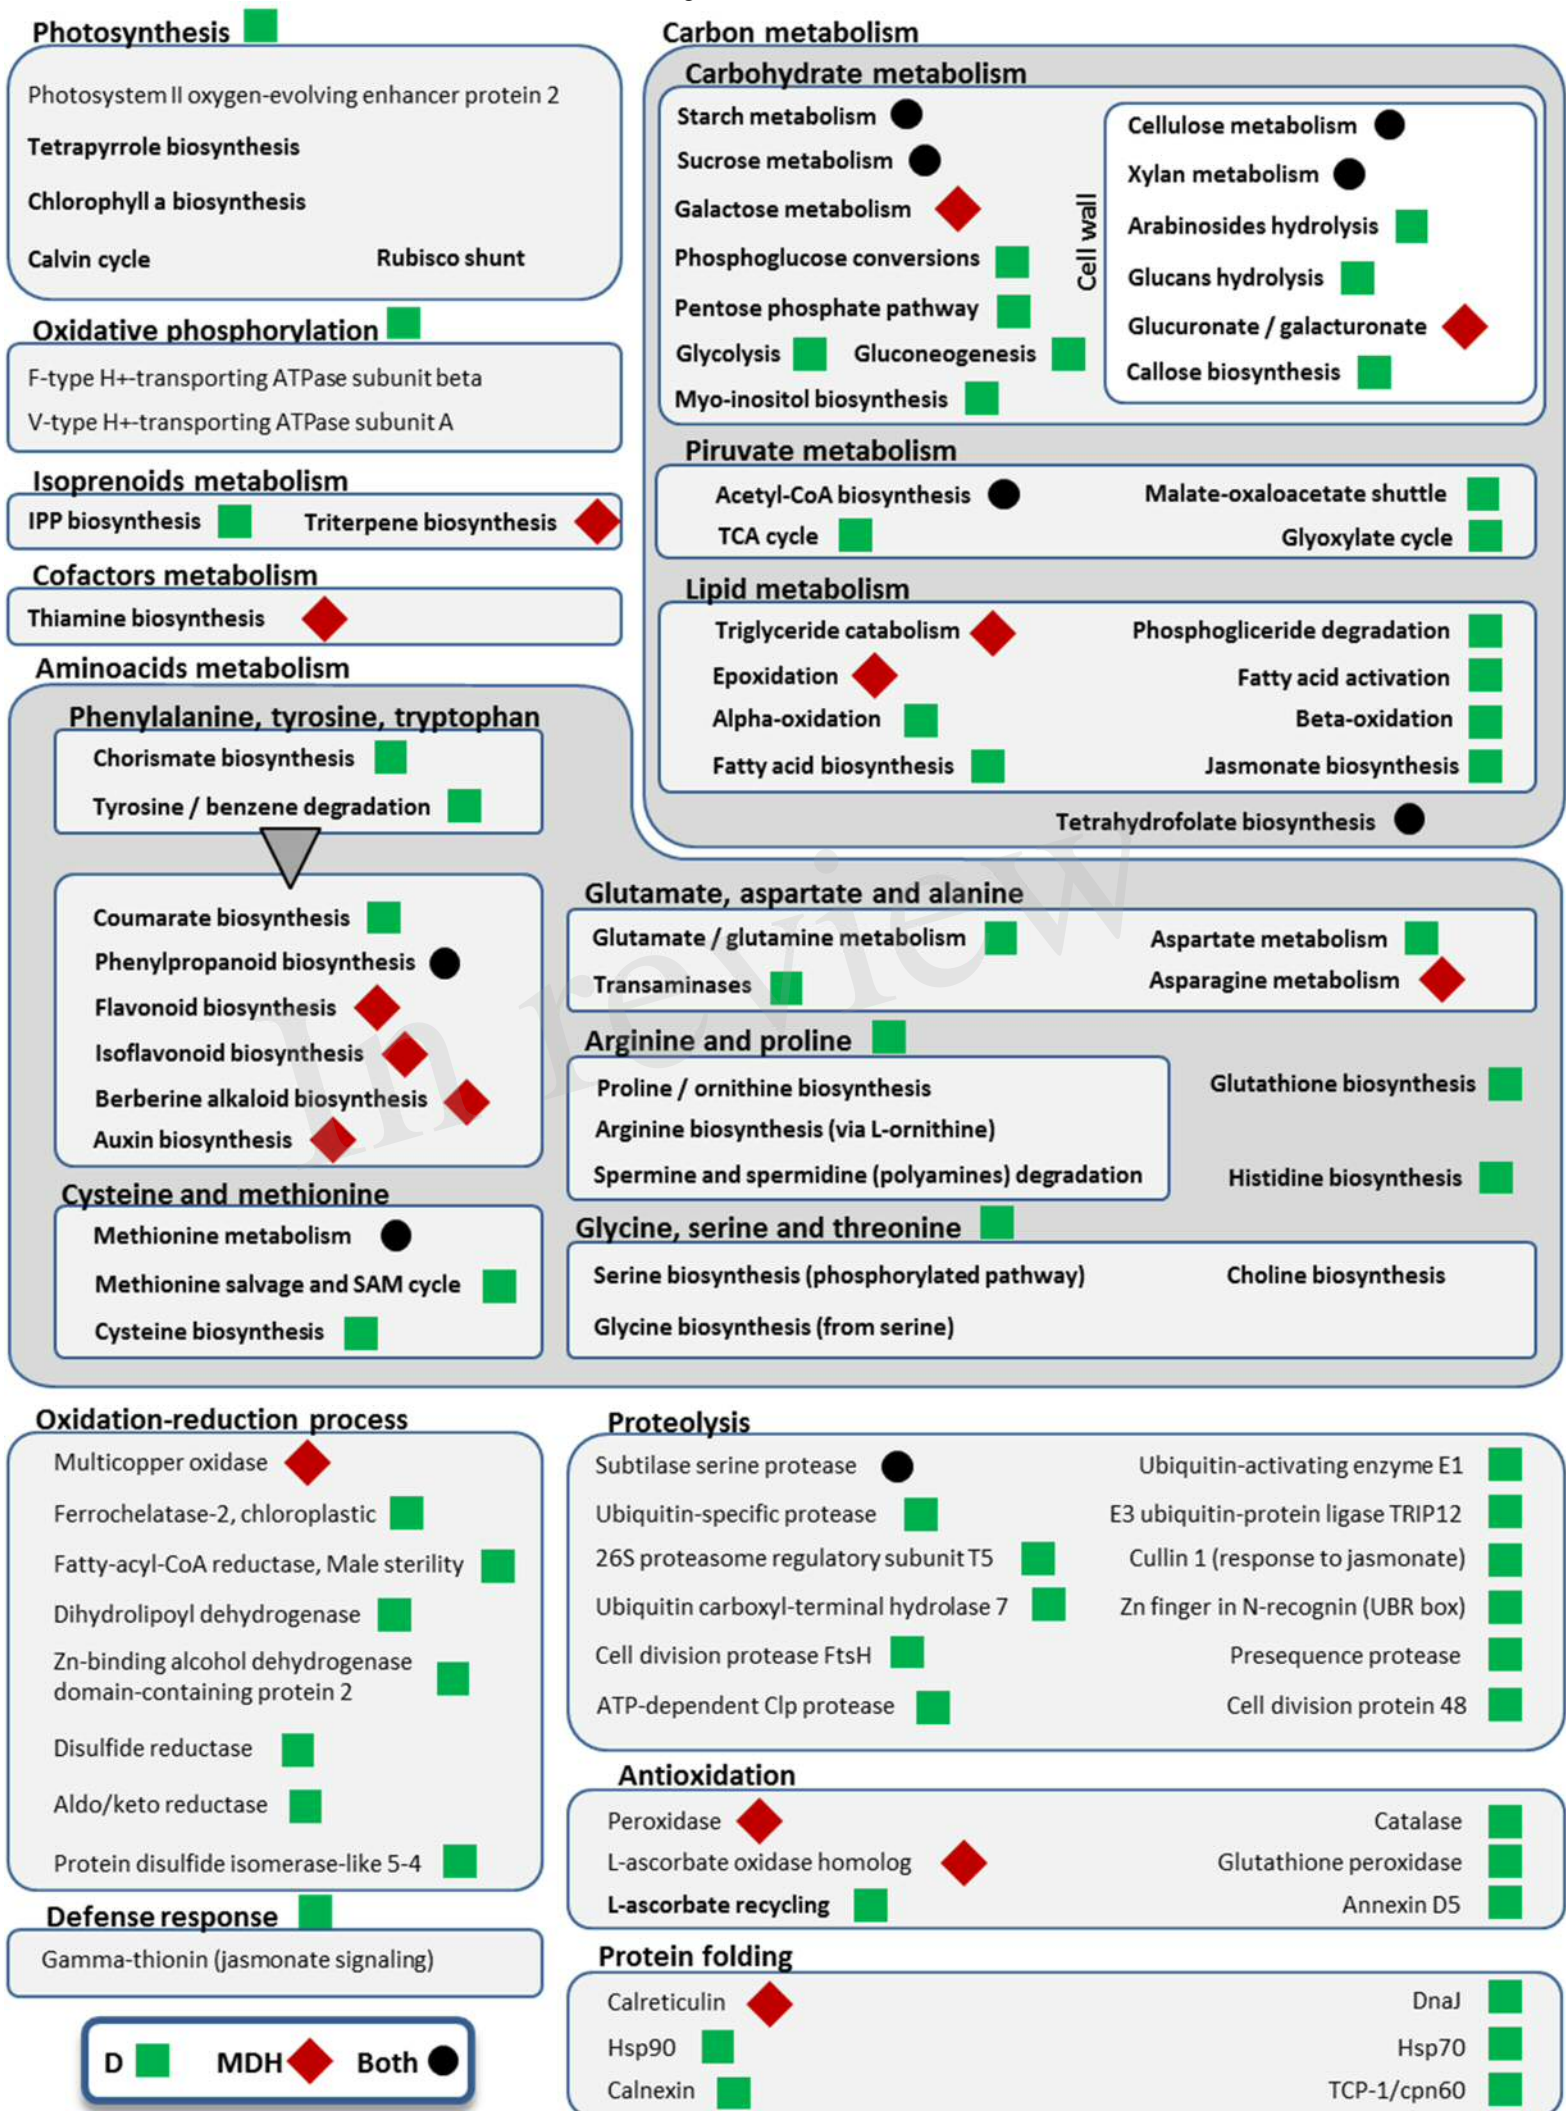 Photosynthesis
Photosystem II oxygen-evolving enhancer protein 2
Tetrapyrrole biosynthesis
Chlorophyll a biosynthesis
Calvin cycle
Rubisco shunt
Oxidative phosphorylation
F-type H+-transporting ATPase subunit beta
V-type H+-transporting ATPase subunit A
Isoprenoids metabolism
IPP biosynthesis
Triterpene biosynthesis
Cofactors metabolism
Thiamine biosynthesis
Carbon metabolism
Carbohydrate metabolism
Starch metabolism
Sucrose metabolism
Galactose metabolism
Phosphoglucose conversions
Pentose phosphate pathway
Glycolysis
Gluconeogenesis
Myo-inositol biosynthesis
Cell wall
Cellulose metabolism
Xylan metabolism
Arabinosides hydrolysis
Glucans hydrolysis
Glucuronate / galacturonate
Callose biosynthesis
Piruvate metabolism
Acetyl-CoA biosynthesis
Malate-oxaloacetate shuttle
TCA cycle
Glyoxylate cycle
Lipid metabolism
Triglyceride catabolism
Phosphogliceride degradation
Epoxidation
Fatty acid activation
Alpha-oxidation
Beta-oxidation
Fatty acid biosynthesis
Jasmonate biosynthesis
Tetrahydrofolate biosynthesis
Aminoacids metabolism
Phenylalanine, tyrosine, tryptophan
Chorismate biosynthesis
Tyrosine / benzene degradation
Coumarate biosynthesis
Phenylpropanoid biosynthesis
Flavonoid biosynthesis
Isoflavonoid biosynthesis
Berberine alkaloid biosynthesis
Auxin biosynthesis
Cysteine and methionine
Methionine metabolism
Methionine salvage and SAM cycle
Cysteine biosynthesis
Glutamate, aspartate and alanine
Glutamate / glutamine metabolism
Aspartate metabolism
Transaminases
Asparagine metabolism
Arginine and proline
Proline / ornithine biosynthesis
Arginine biosynthesis (via L-ornithine)
Spermine and spermidine (polyamines) degradation
Glutathione biosynthesis
Histidine biosynthesis
Glycine, serine and threonine
Serine biosynthesis (phosphorylated pathway)
Choline biosynthesis
Glycine biosynthesis (from serine)
In review
Oxidation-reduction process
Multicopper oxidase
Ferrochelatase-2, chloroplastic
Fatty-acyl-CoA reductase, Male sterility
Dihydrolipoyl dehydrogenase
Zn-binding alcohol dehydrogenase
domain-containing protein 2
Disulfide reductase
Aldo/keto reductase
Protein disulfide isomerase-like 5-4
Defense response
Gamma-thionin (jasmonate signaling)
Proteolysis
Subtilase serine protease
Ubiquitin-activating enzyme E1
Ubiquitin-specific protease
E3 ubiquitin-protein ligase TRIP12
26S proteasome regulatory subunit T5
Cullin 1 (response to jasmonate)
Ubiquitin carboxyl-terminal hydrolase 7
Zn finger in N-recognin (UBR box)
Cell division protease FtsH
Presequence protease
ATP-dependent Clp protease
Cell division protein 48
Antioxidation
Peroxidase
Catalase
L-ascorbate oxidase homolog
Glutathione peroxidase
L-ascorbate recycling
Annexin D5
Protein folding
Calreticulin
DnaJ
Hsp90
Hsp70
Calnexin
TCP-1/cpn60
D
MDH
Both